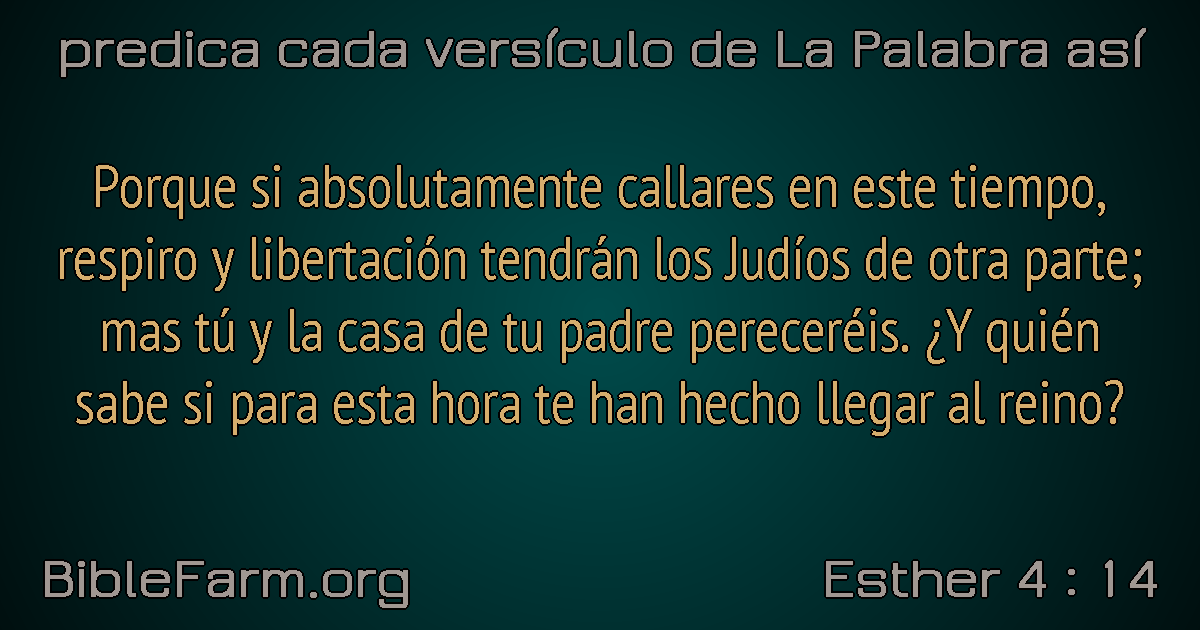 predica cada versículo de La Palabra así
Porque si absolutamente callares en este tiempo,
respiro y libertación tendrán los Judíos de otra parte;
mas tú y la casa de tu padre pereceréis. ¿Y quién
sabe si para esta hora te han hecho llegar al reino?
BibleFarm.org
Esther 4 : 14